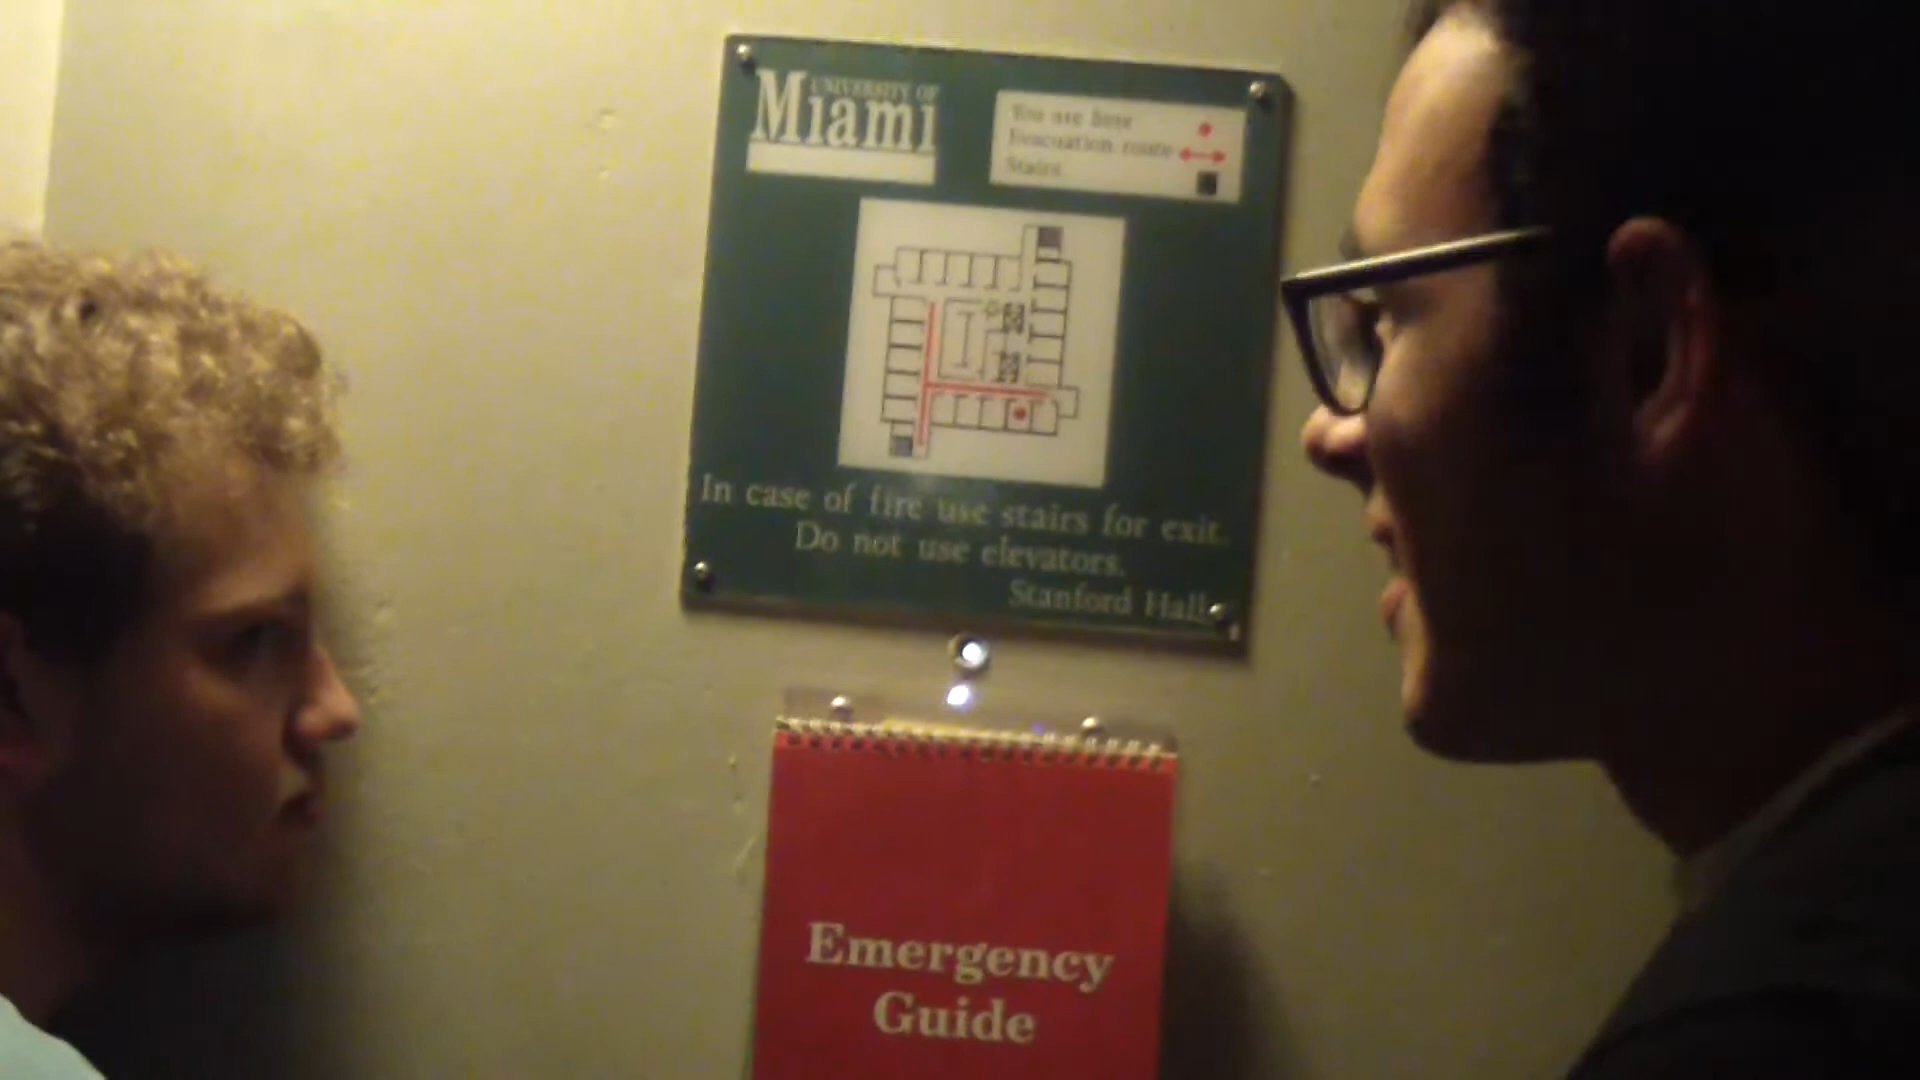 UNIVERSITY OF
Miami
You are here
Evacuation route
Stairs
In case of fire use stairs for exit.
Do not use elevators.
Stanford Hall
Emergency
Guide